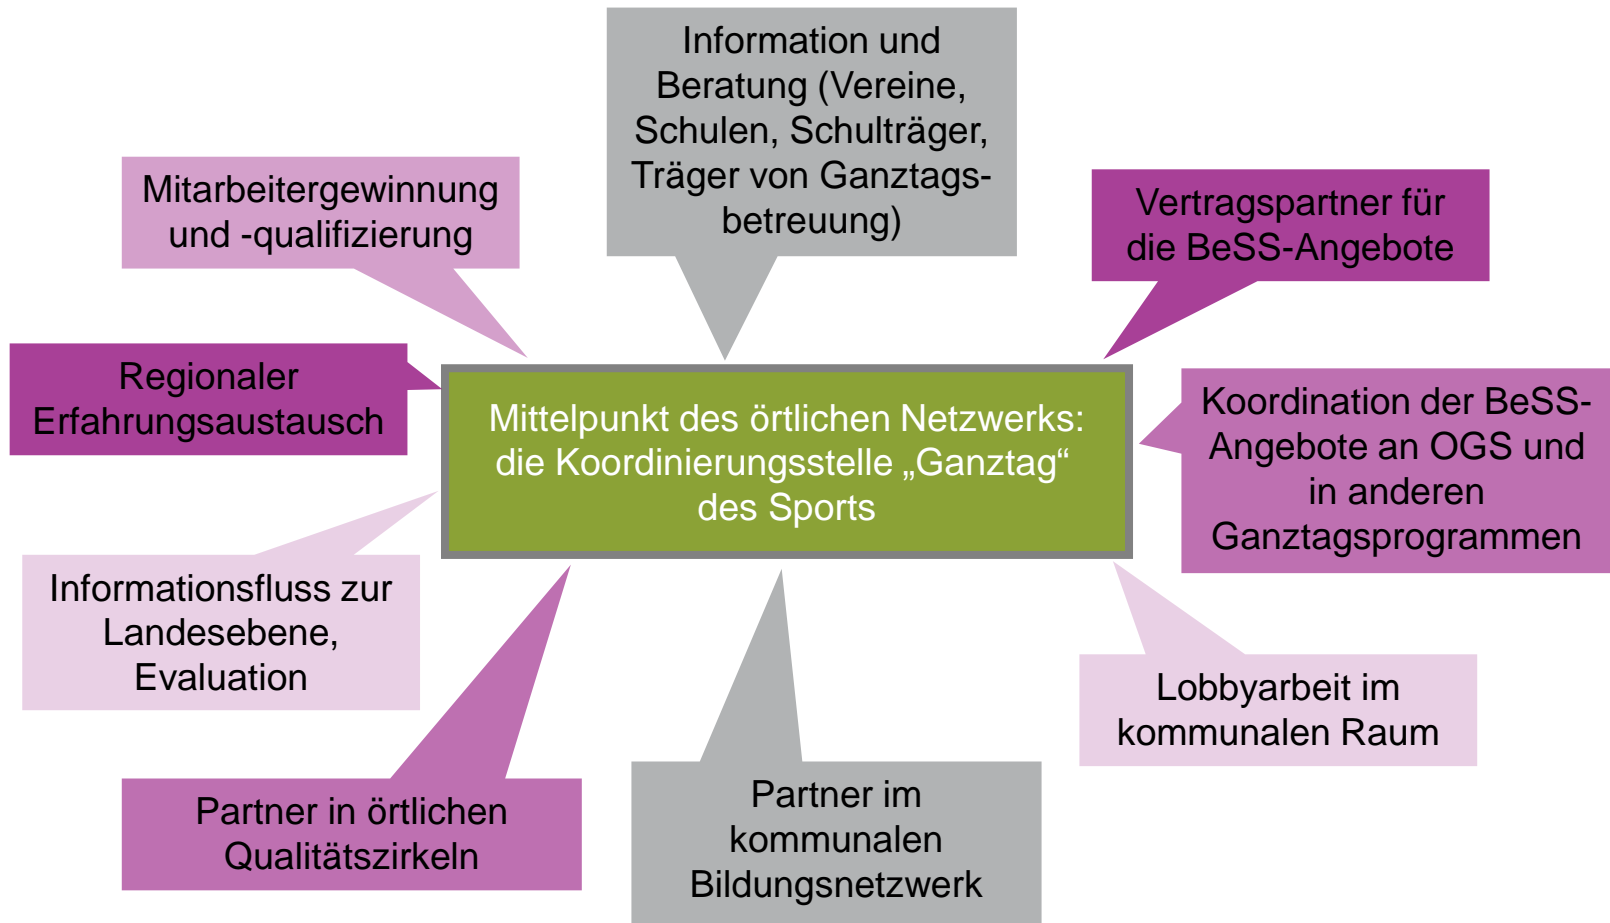 Information und
Beratung (Vereine,
Schulen, Schulträger,
Träger von Ganztags-
betreuung)
Mitarbeitergewinnung
und -qualifizierung
Vertragspartner für
die BeSS-Angebote
Regionaler
Erfahrungsaustausch
Mittelpunkt des örtlichen Netzwerks:
die Koordinierungsstelle „Ganztag“
des Sports
Koordination der BeSS-
Angebote an OGS und
in anderen
Ganztagsprogrammen
Informationsfluss zur
Landesebene,
Evaluation
Lobbyarbeit im
kommunalen Raum
Partner in örtlichen
Qualitätszirkeln
Partner im
kommunalen
Bildungsnetzwerk